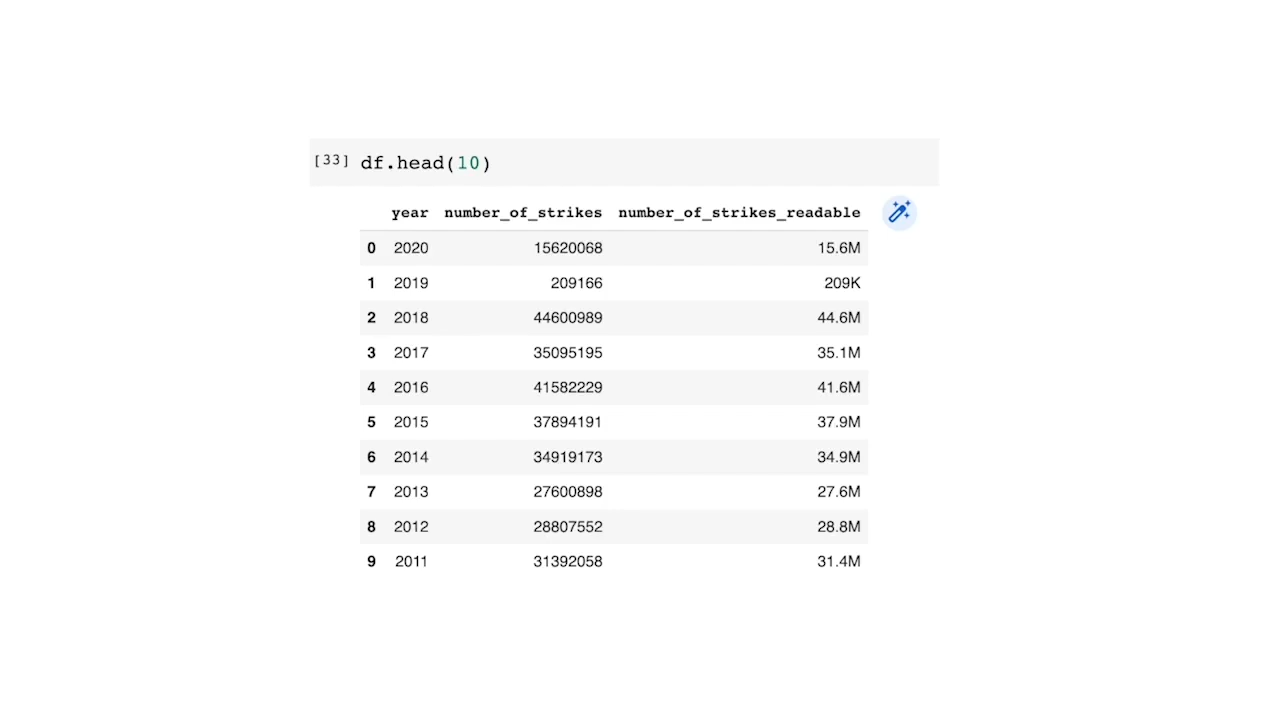 [33] df.head(10)
year number_of_strikes number_of_strikes_readable
0 2020 15620068 15.6M
1 2019 209166 209K
2 2018 44600989 44.6M
3 2017 35095195 35.1M
4 2016 41582229 41.6M
5 2015 37894191 37.9M
6 2014 34919173 34.9M
7 2013 27600898 27.6M
8 2012 28807552 28.8M
9 2011 31392058 31.4M